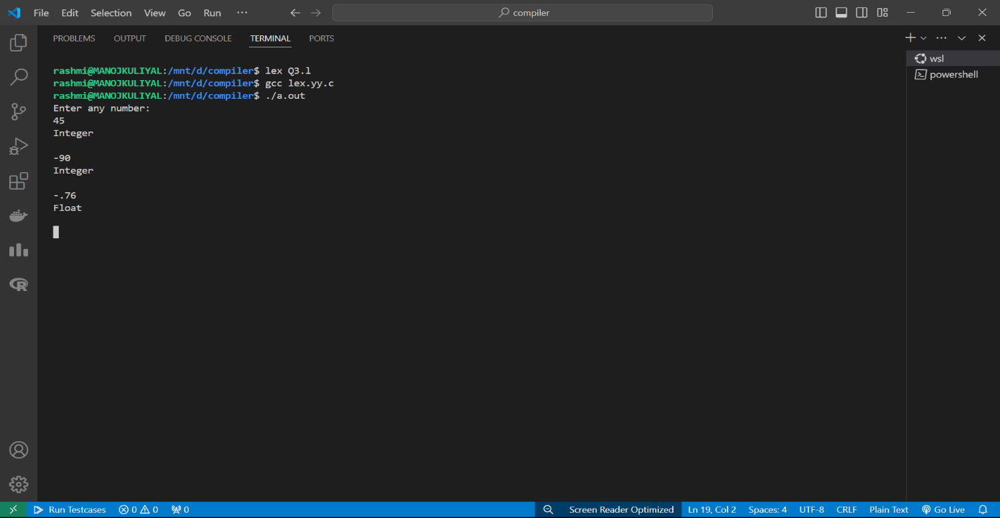 File Edit Selection View Go Run ··· compiler
PROBLEMS OUTPUT DEBUG CONSOLE TERMINAL PORTS
rashmi@MANOJKULIYAL:/mnt/d/compiler$ lex Q3.l
rashmi@MANOJKULIYAL:/mnt/d/compiler$ gcc lex.yy.c
rashmi@MANOJKULIYAL:/mnt/d/compiler$ ./a.out
Enter any number:
45
Integer
-90
Integer
-.76
Float
wsl
powershell
Run Testcases 0 0 0 Screen Reader Optimized Ln 19, Col 2 Spaces: 4 UTF-8 CRLF Plain Text Go Live